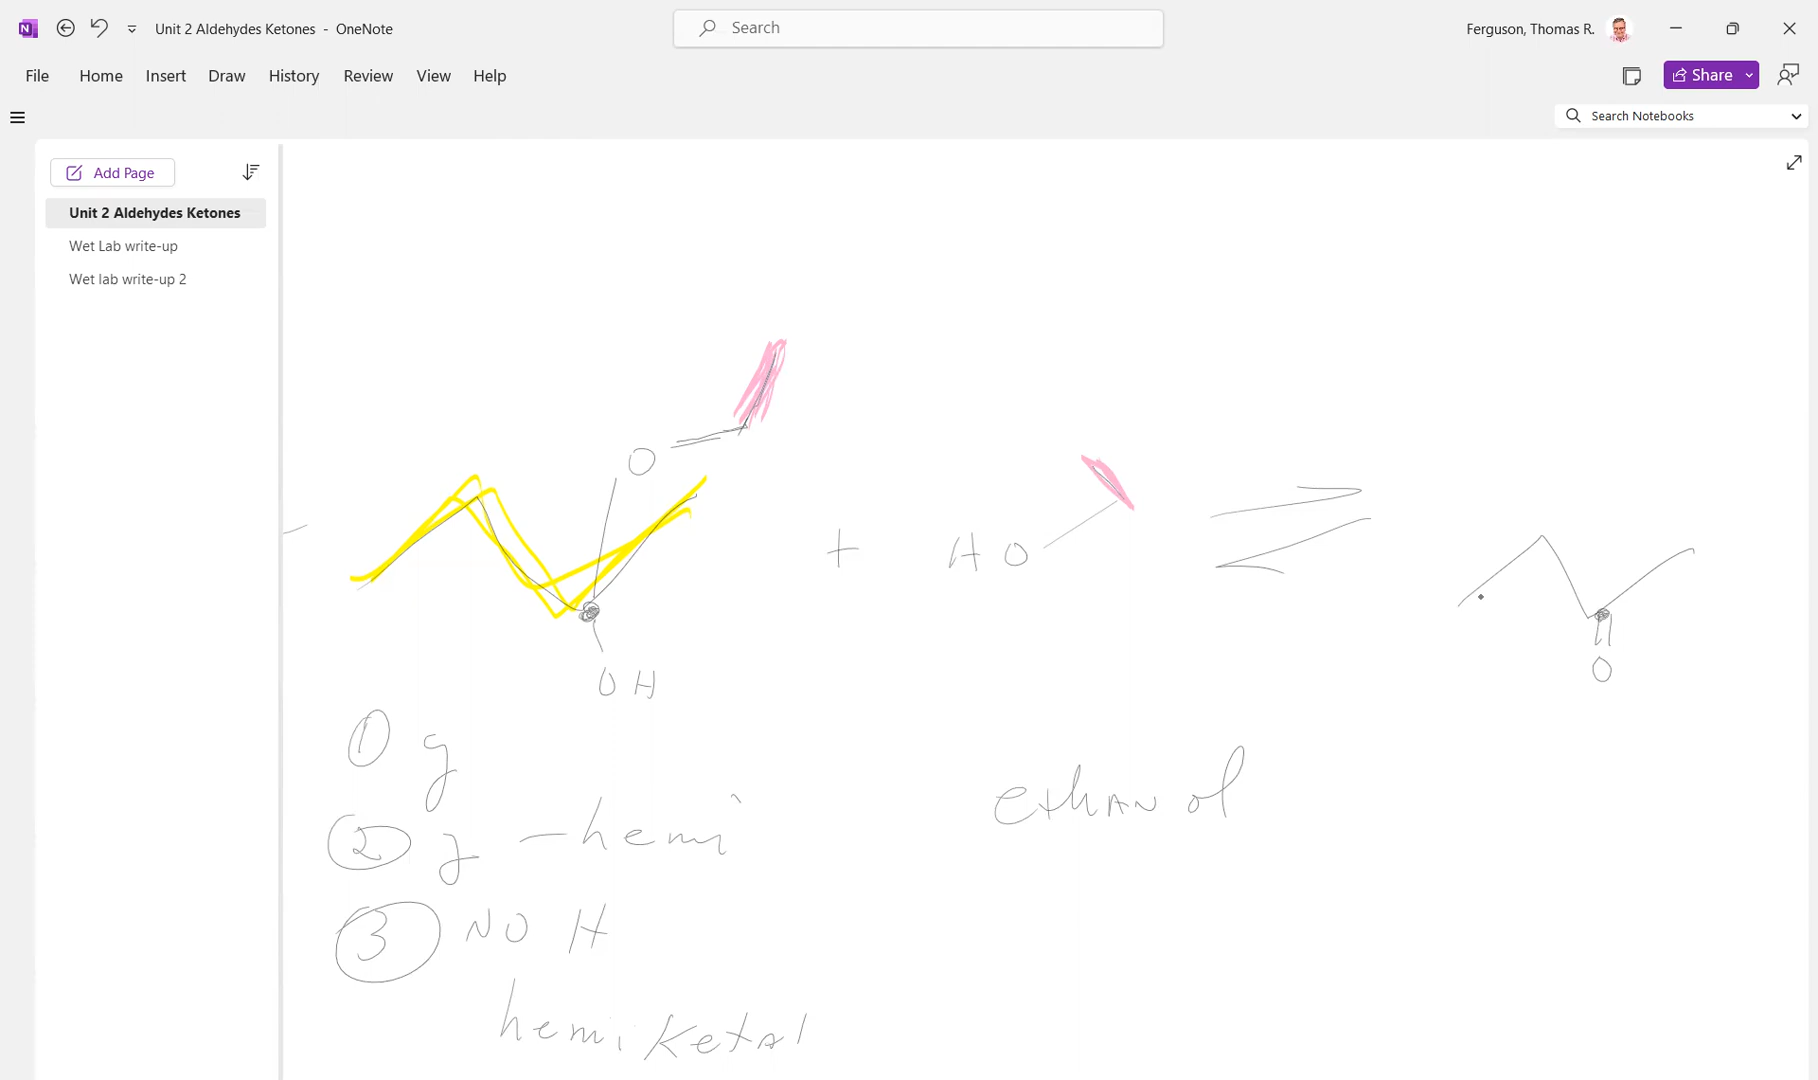 Unit 2 Aldehydes Ketones - OneNote
Search
Ferguson, Thomas R.
File Home Insert Draw History Review View Help
Share
Search Notebooks
Add Page
Unit 2 Aldehydes Ketones
Wet Lab write-up
Wet lab write-up 2
O
+ HO
OH
O
① y
② y - hemi
ethanol
③ NO H
hemi Ketal